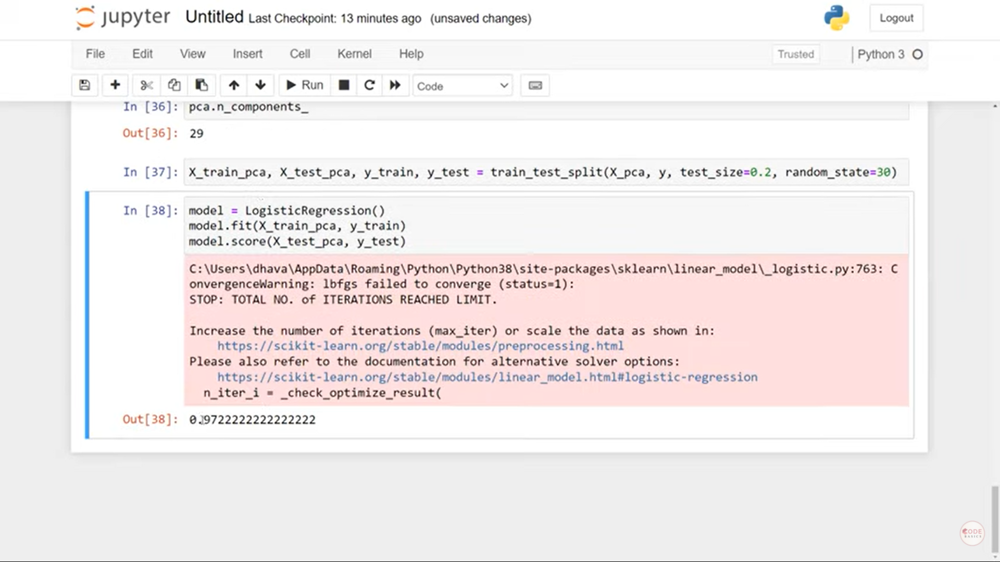 jupyter Untitled Last Checkpoint: 13 minutes ago (unsaved changes) Logout
File Edit View Insert Cell Kernel Help Trusted Python 3
Run Code
In [36]: pca.n_components_
Out[36]: 29
In [37]: X_train_pca, X_test_pca, y_train, y_test = train_test_split(X_pca, y, test_size=0.2, random_state=30)
In [38]: model = LogisticRegression()
model.fit(X_train_pca, y_train)
model.score(X_test_pca, y_test)
C:\Users\dhava\AppData\Roaming\Python\Python38\site-packages\sklearn\linear_model\_logistic.py:763: C
onvergenceWarning: lbfgs failed to converge (status=1):
STOP: TOTAL NO. of ITERATIONS REACHED LIMIT.
Increase the number of iterations (max_iter) or scale the data as shown in:
https://scikit-learn.org/stable/modules/preprocessing.html
Please also refer to the documentation for alternative solver options:
https://scikit-learn.org/stable/modules/linear_model.html#logistic-regression
n_iter_i = _check_optimize_result(
Out[38]: 0.9722222222222222
CODE
BASICS